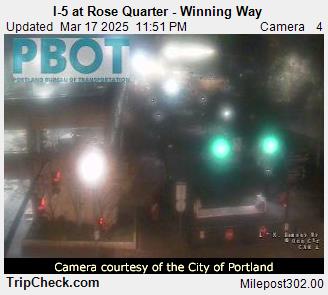 I-5 at Rose Quarter - Winning Way
Updated Mar 17 2025 11:51 PM Camera 4
PBOT
PORTLAND BUREAU OF TRANSPORTATION
Camera courtesy of the City of Portland
TripCheck.com Milepost302.00